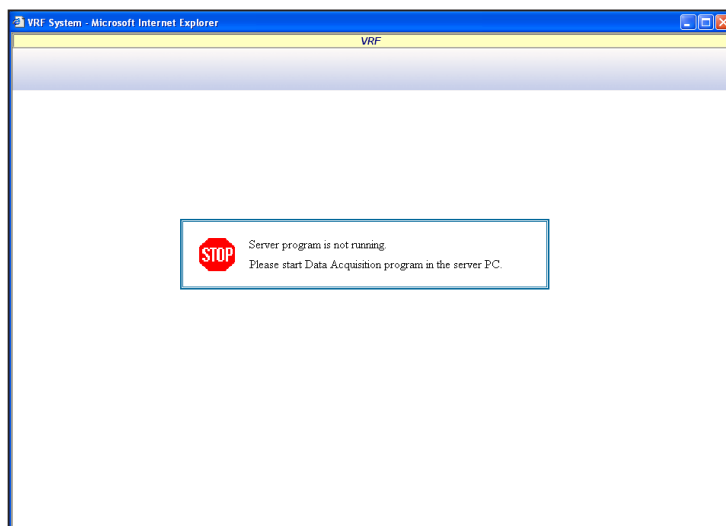 VRF System - Microsoft Internet Explorer
VRF
STOP
Server program is not running.
Please start Data Acquisition program in the server PC.